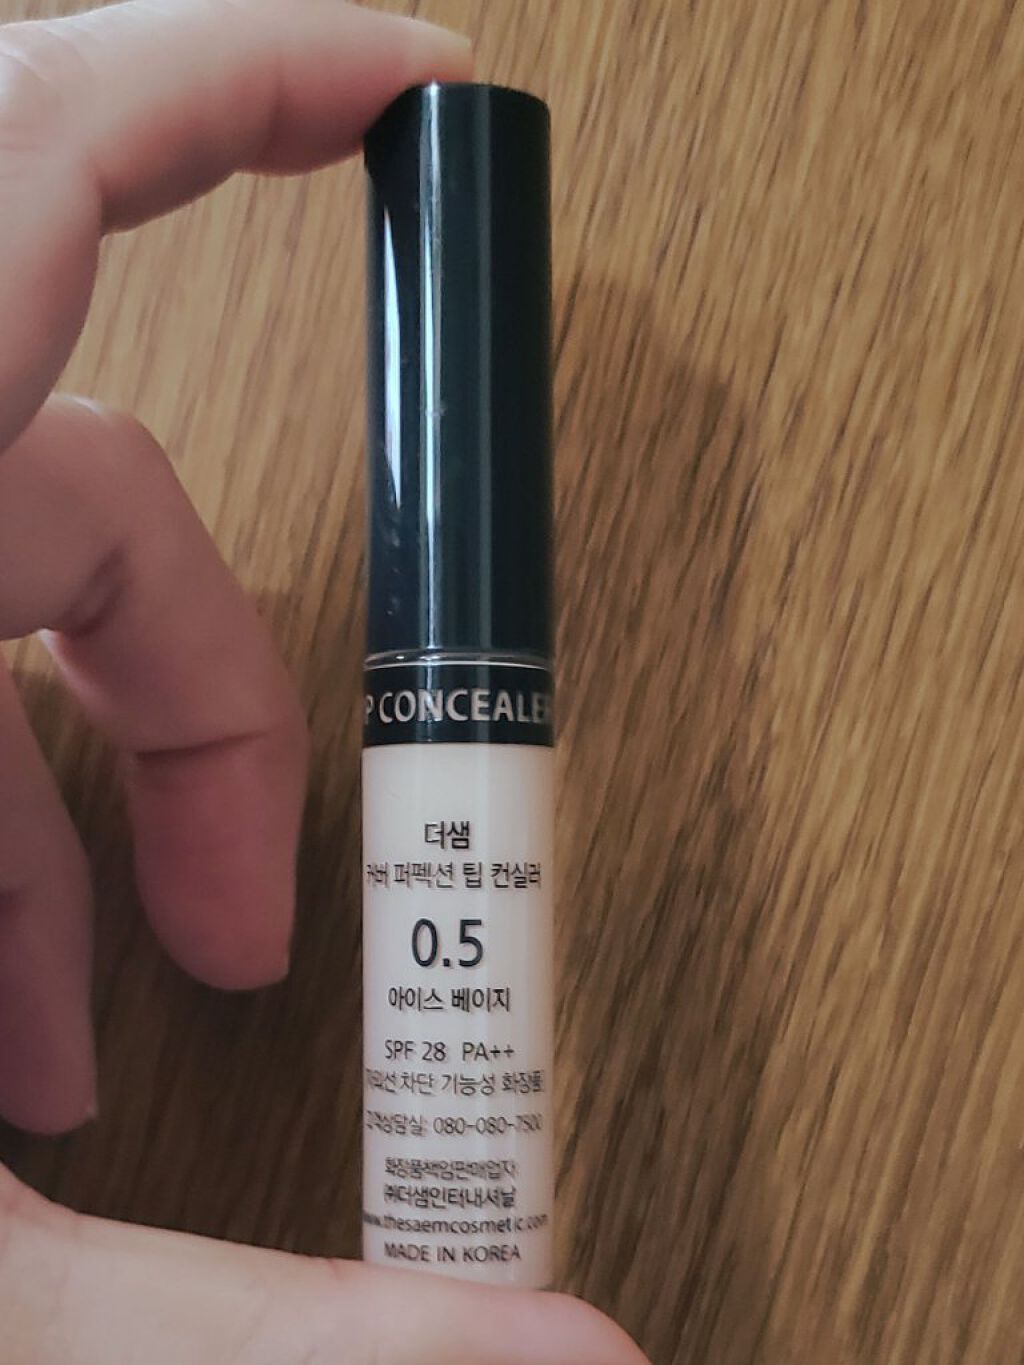 P CONCEALER
더샘
커버 퍼펙션 팁 컨실러
0.5
아이스 베이지
SPF 28 PA++
자외선차단 기능성 화장품
고객상담실: 080-080-7500
화장품책임판매업자
㈜더샘인터내셔날
www.thesaemcosmetic.com
MADE IN KOREA